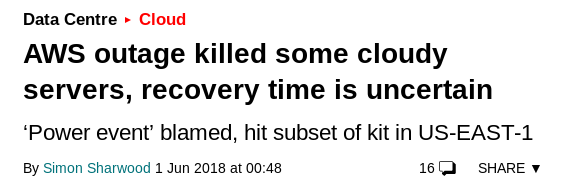 Data Centre ▸ Cloud
AWS outage killed some cloudy
servers, recovery time is uncertain
‘Power event’ blamed, hit subset of kit in US-EAST-1
By Simon Sharwood 1 Jun 2018 at 00:48 16 SHARE ▼